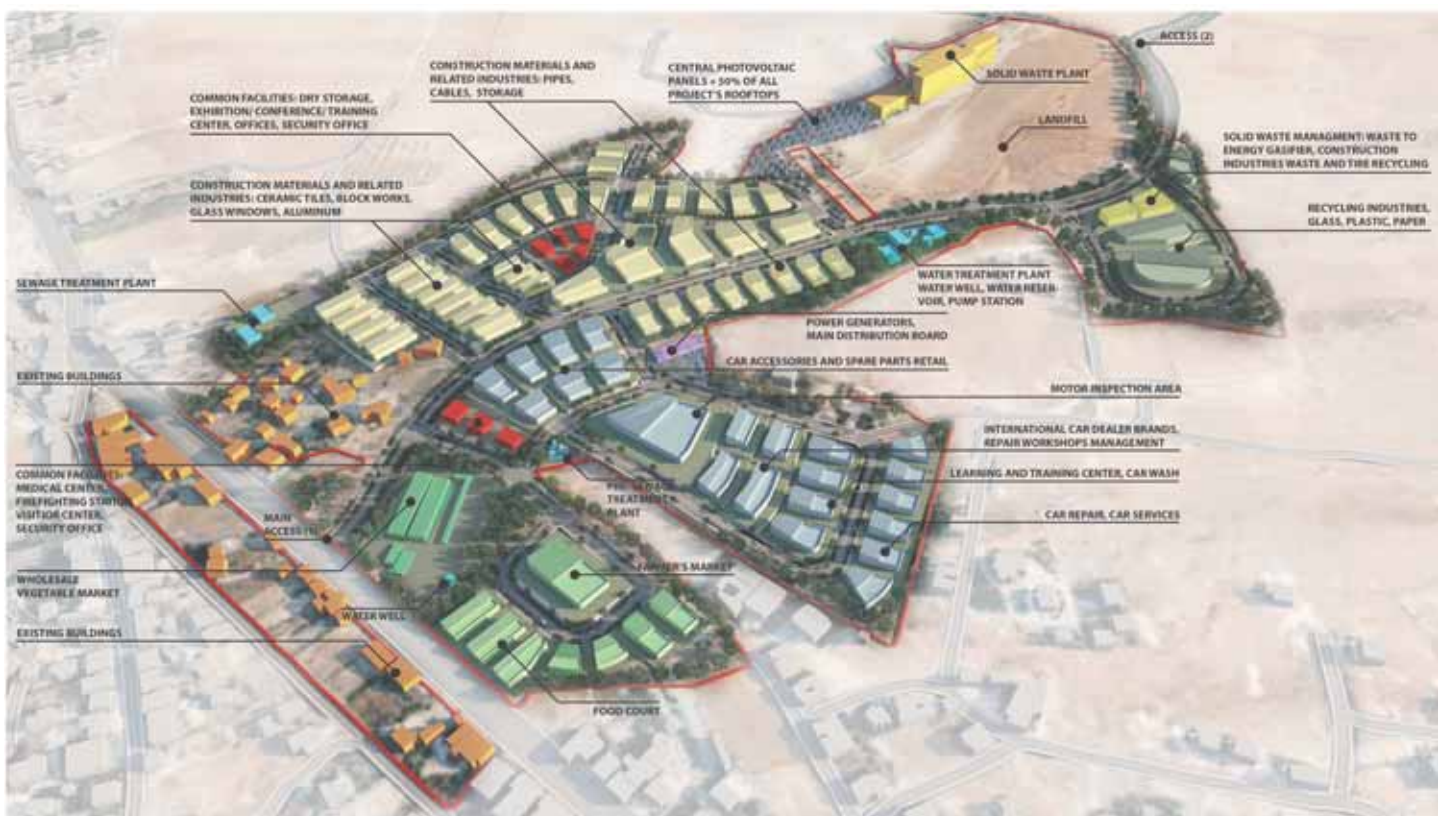 ACCESS (2)
CONSTRUCTION MATERIALS AND
RELATED INDUSTRIES: PIPES,
CABLES, STORAGE
CENTRAL PHOTOVOLTAIC
PANELS + 50% OF ALL
PROJECT'S ROOFTOPS
SOLID WASTE PLANT
COMMON FACILITIES: DRY STORAGE,
EXHIBITION/ CONFERENCE/ TRAINING
CENTER, OFFICES, SECURITY OFFICE
LANDFILL
SOLID WASTE MANAGMENT: WASTE TO
ENERGY GASIFIER, CONSTRUCTION
INDUSTRIES WASTE AND TIRE RECYCLING
CONSTRUCTION MATERIALS AND RELATED
INDUSTRIES: CERAMIC TILES, BLOCK WORKS,
GLASS WINDOWS, ALUMINUM
RECYCLING INDUSTRIES,
GLASS, PLASTIC, PAPER
SEWAGE TREATMENT PLANT
WATER TREATMENT PLANT
WATER WELL, WATER RESER-
VOIR, PUMP STATION
POWER GENERATORS,
MAIN DISTRIBUTION BOARD
CAR ACCESSORIES AND SPARE PARTS RETAIL
EXISTING BUILDINGS
MOTOR INSPECTION AREA
INTERNATIONAL CAR DEALER BRANDS,
REPAIR WORKSHOPS MANAGEMENT
COMMON FACILITIES:
MEDICAL CENTER,
FIREFIGHTING STATION,
VISITIOR CENTER,
SECURITY OFFICE
LEARNING AND TRAINING CENTER, CAR WASH
TREATMENT
PLANT
MAIN
ACCESS (1)
CAR REPAIR, CAR SERVICES
WHOLESALE
VEGETABLE MARKET
FARMER'S MARKET
WATER WELL
EXISTING BUILDINGS
FOOD COURT